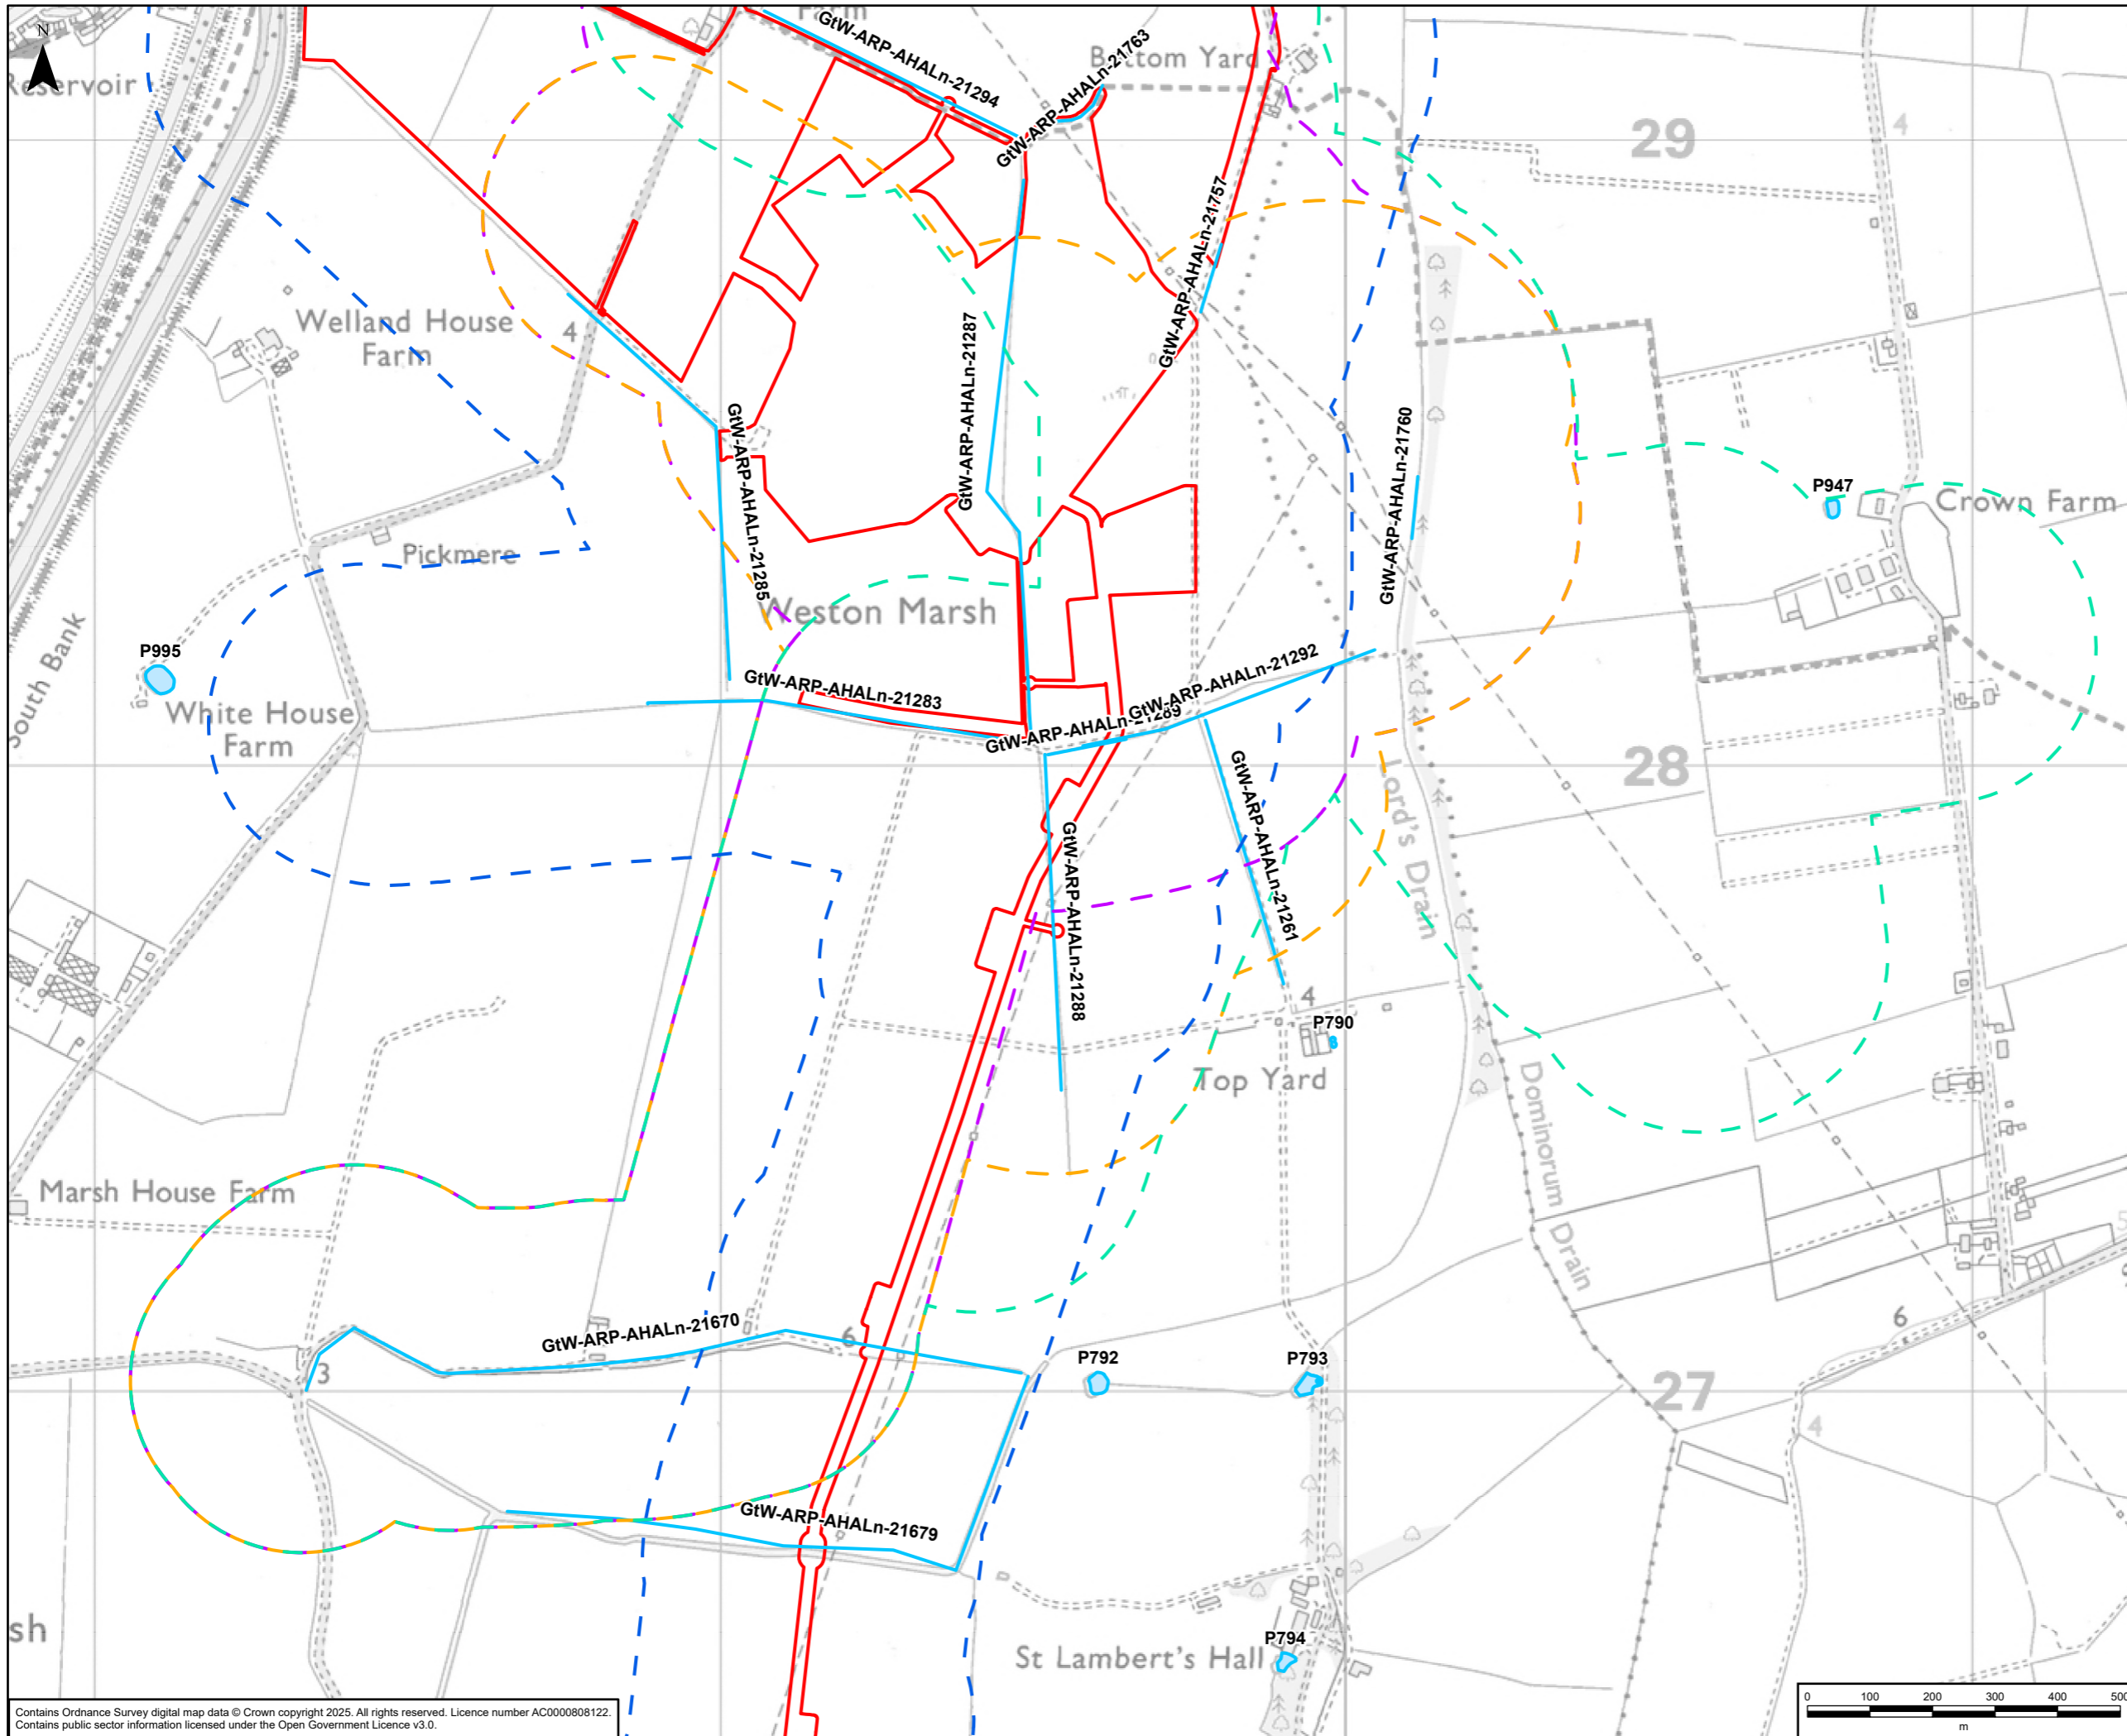 Farm
GtW-ARP-AHALn-21294
GtW-ARP-AHALn-21763
N
Reservoir
Bottom Yard
29
4
GtW-ARP-AHALn-21757
Welland House
Farm
4
GtW-ARP-AHALn-21287
GtW-ARP-AHALn-21285
GtW-ARP-AHALn-21760
P947
Crown Farm
Pickmere
Weston Marsh
South Bank
P995
White House
Farm
GtW-ARP-AHALn-21283
GtW-ARP-AHALn-21292
GtW-ARP-AHALn-21289
28
Lord's Drain
GtW-ARP-AHALn-21261
GtW-ARP-AHALn-21288
4
P790
Top Yard
Dominorum Drain
Marsh House Farm
5
6
GtW-ARP-AHALn-21670
6
3
P792
P793
27
4
GtW-ARP-AHALn-21679
sh
St Lambert's Hall
P794
Contains Ordnance Survey digital map data © Crown copyright 2025. All rights reserved. Licence number AC0000808122.
Contains public sector information licensed under the Open Government Licence v3.0.
0 100 200 300 400 500
m